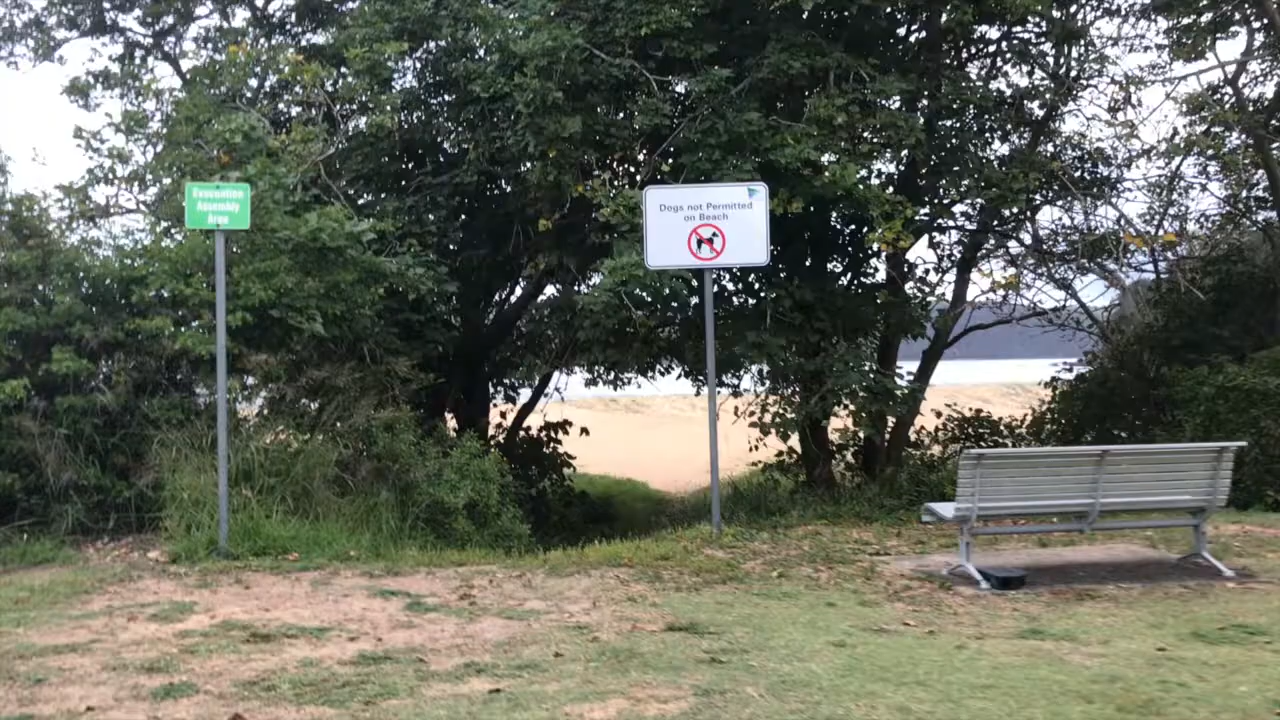 Evacuation
Assembly
Area
Dogs not Permitted
on Beach